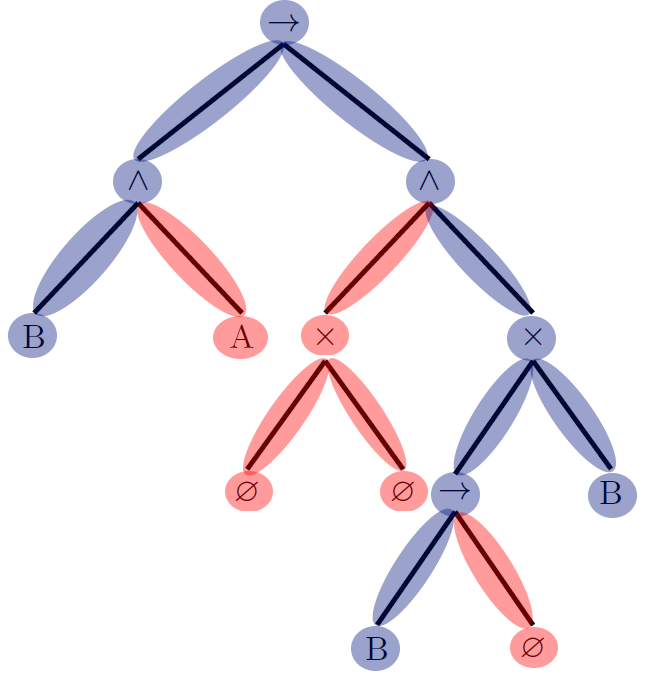 →
∧ ∧
B A × ×
∅ ∅ → B
B ∅